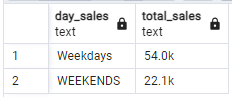 day_sales total_sales
text text
1 Weekdays 54.0k
2 WEEKENDS 22.1k